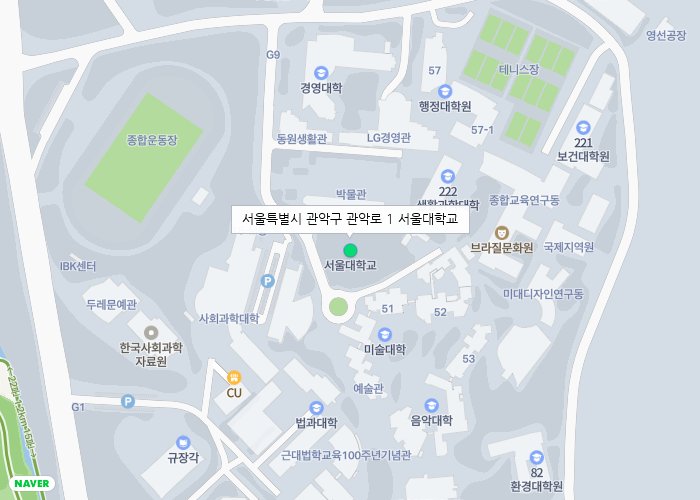 영선공장
G9
57
테니스장
경영대학
행정대학원
57-1
종합운동장
동원생활관
LG경영관
221
보건대학원
222
생활과학대학
박물관
종합교육연구동
서울특별시 관악구 관악로 1 서울대학교
브라질문화원
국제지역원
IBK센터
서울대학교
P
미대디자인연구동
두레문예관
사회과학대학
51
52
한국사회과학
자료원
미술대학
53
CU
예술관
G1
P
법과대학
음악대학
규장각
근대법학교육100주년기념관
82
환경대학원
NAVER